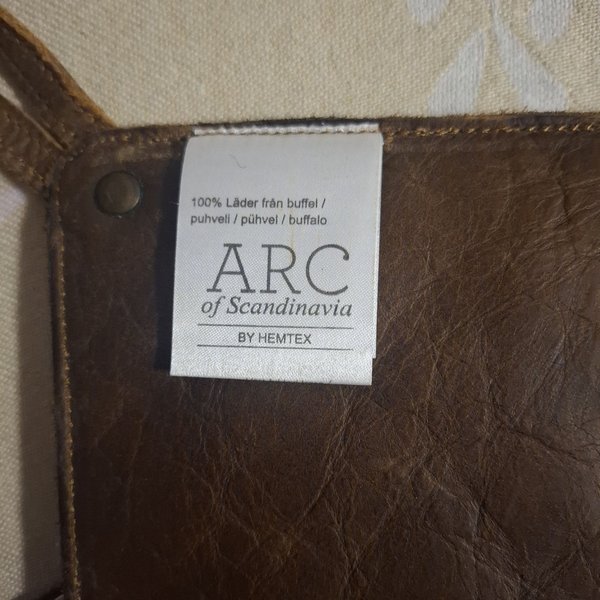 100% Läder från buffel /
puhveli / pühvel / buffalo
ARC
of Scandinavia
BY HEMTEX